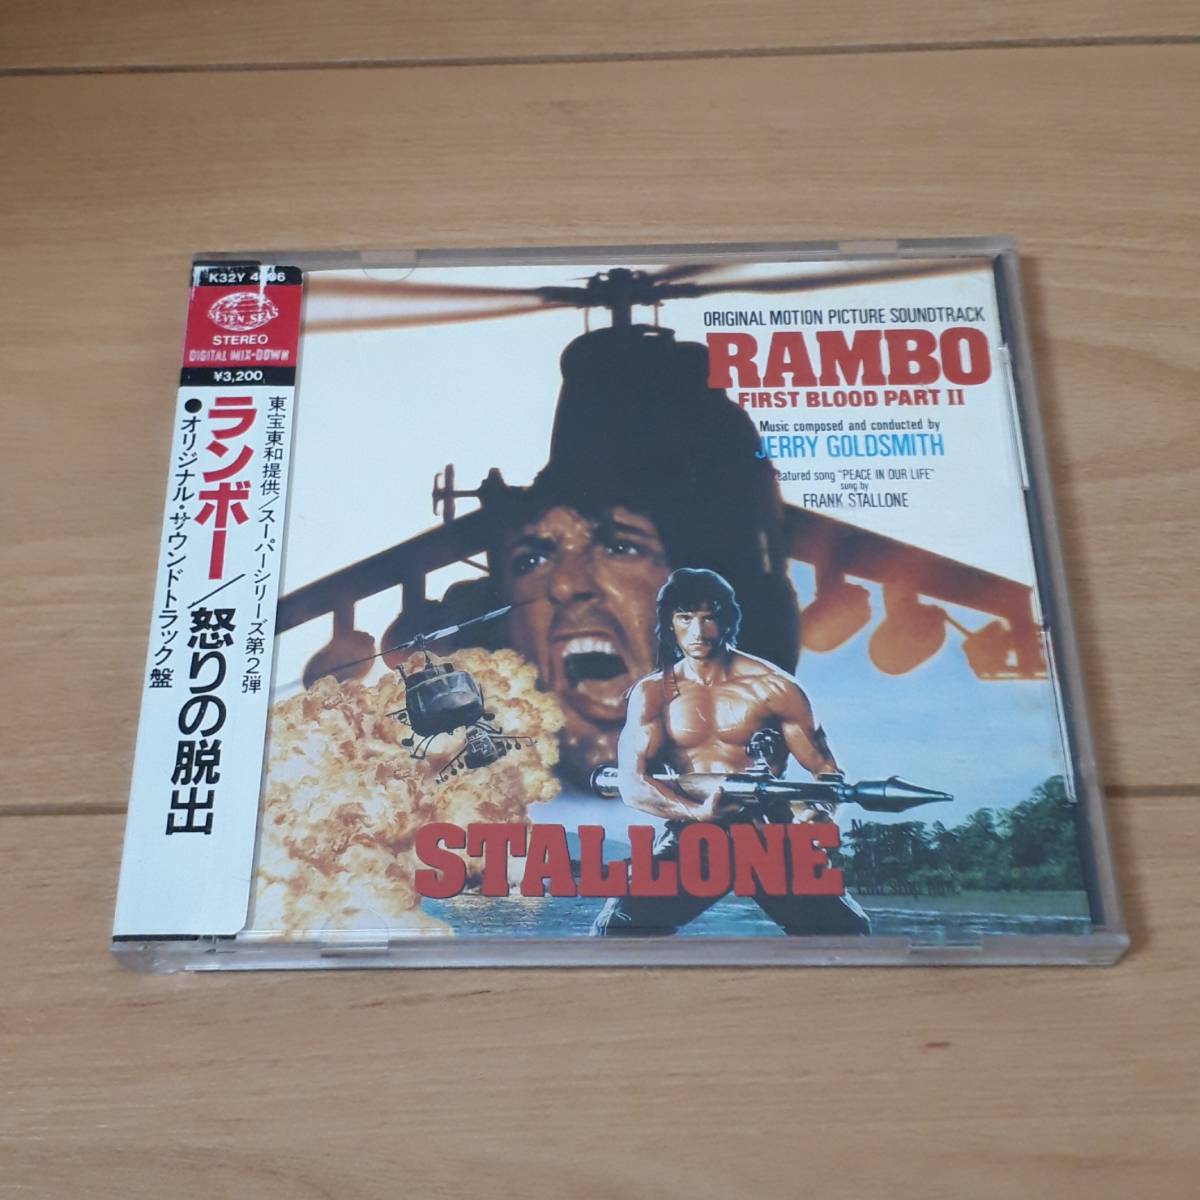 K32Y
SEVEN SEAS
STEREO
DIGITAL MIX-DOWN
¥3,200
東宝東和提供/スーパーシリーズ第2弾
ランボー/怒りの脱出
●オリジナル・サウンドトラック盤
ORIGINAL MOTION PICTURE SOUNDTRACK
RAMBO
FIRST BLOOD PART II
Music composed and conducted by
JERRY GOLDSMITH
Featured song "PEACE IN OUR LIFE"
sung by
FRANK STALLONE
STALLONE